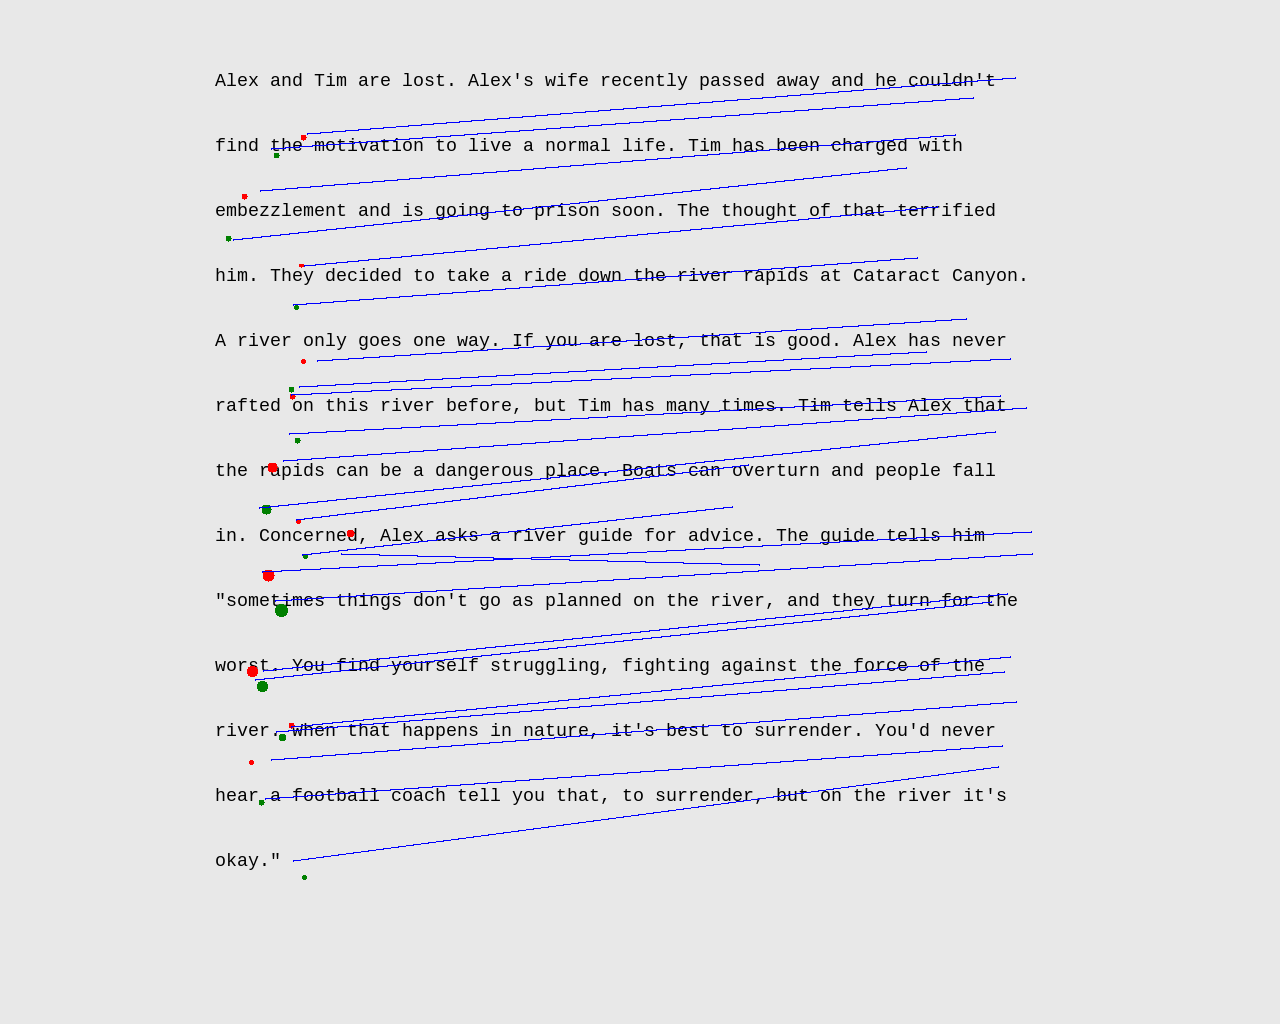 Alex and Tim are lost. Alex's wife recently passed away and he couldn't
find the motivation to live a normal life. Tim has been charged with
embezzlement and is going to prison soon. The thought of that terrified
him. They decided to take a ride down the river rapids at Cataract Canyon.
A river only goes one way. If you are lost, that is good. Alex has never
rafted on this river before, but Tim has many times. Tim tells Alex that
the rapids can be a dangerous place. Boats can overturn and people fall
in. Concerned, Alex asks a river guide for advice. The guide tells him
"sometimes things don't go as planned on the river, and they turn for the
worst. You find yourself struggling, fighting against the force of the
river. When that happens in nature, it's best to surrender. You'd never
hear a football coach tell you that, to surrender, but on the river it's
okay."